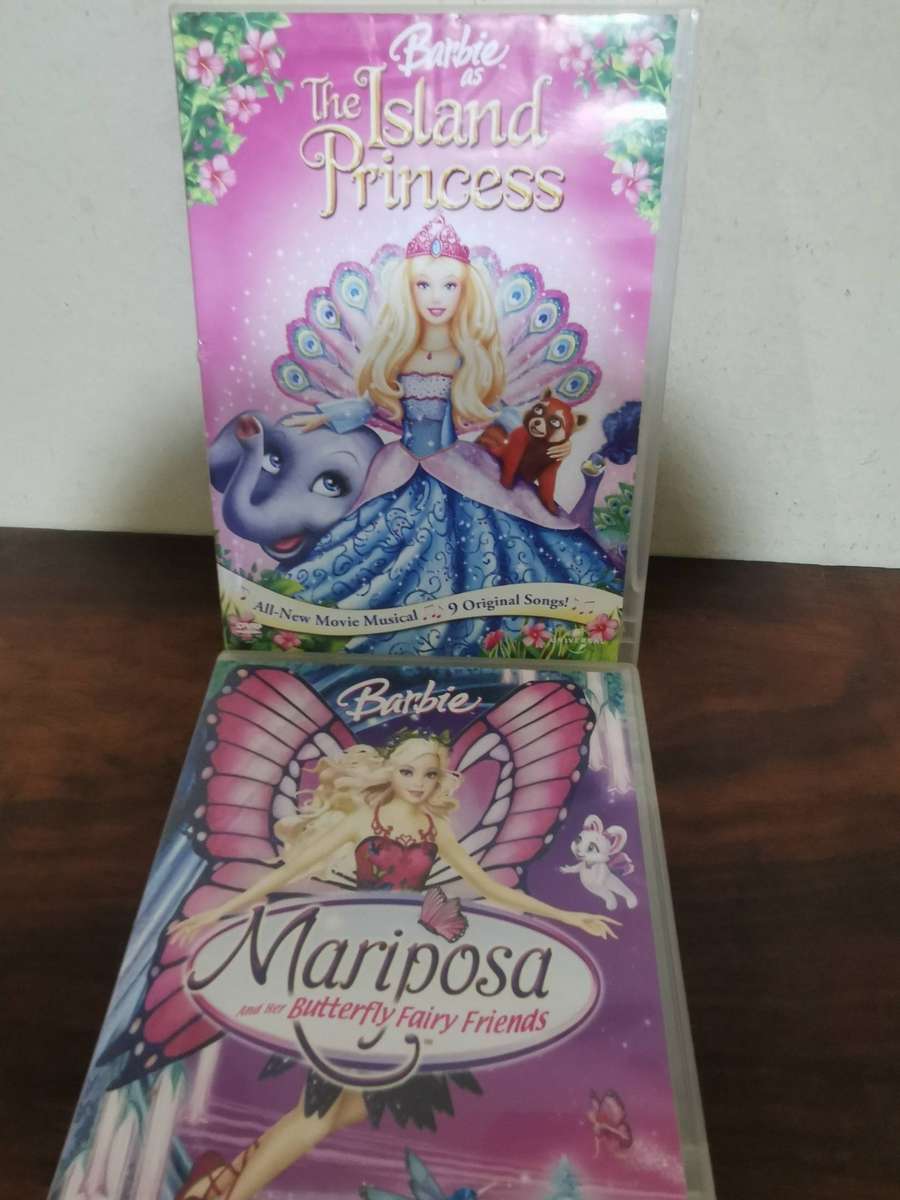 Barbie
as
The Island
Princess
All-New Movie Musical 9 Original Songs!
UNIVERSAL
Barbie
Mariposa
And Her Butterfly Fairy Friends